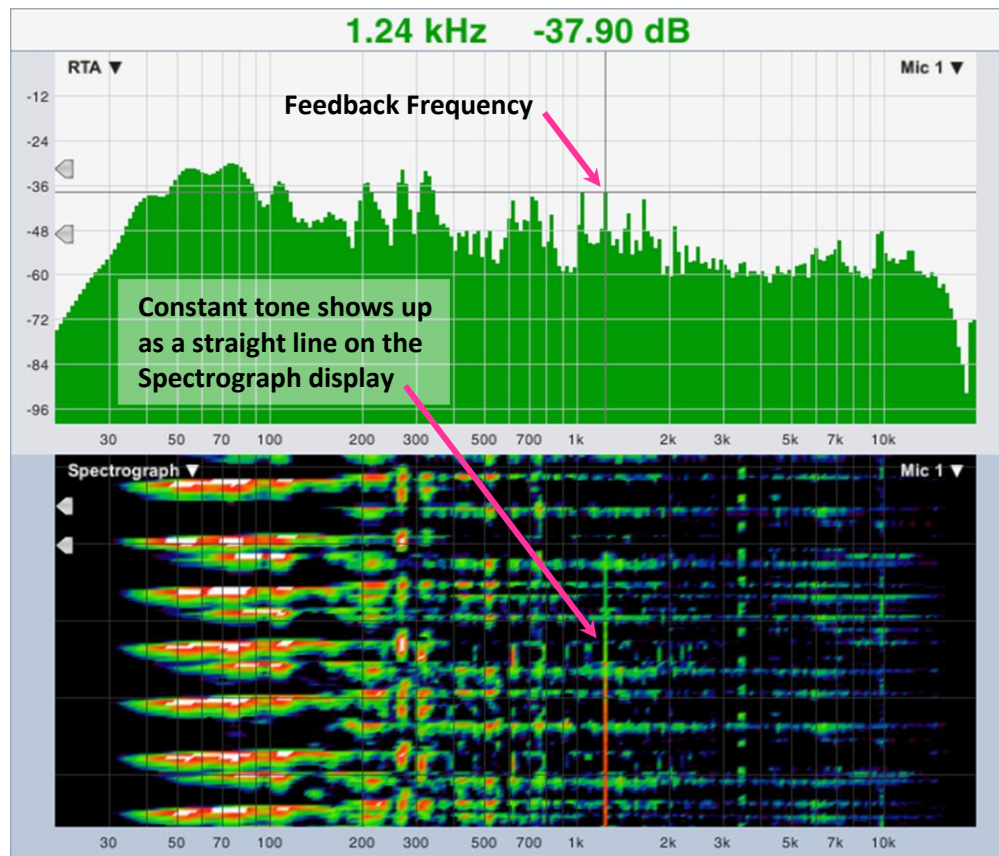 1.24 kHz -37.90 dB
RTA ▼ Mic 1 ▼
-12
Feedback Frequency
-24
-36
-48
-60
Constant tone shows up
as a straight line on the
Spectrograph display
-72
-84
-96
30 50 70 100 200 300 500 700 1k 2k 3k 5k 7k 10k
Spectrograph ▼ Mic 1 ▼
30 50 70 100 200 300 500 700 1k 2k 3k 5k 7k 10k